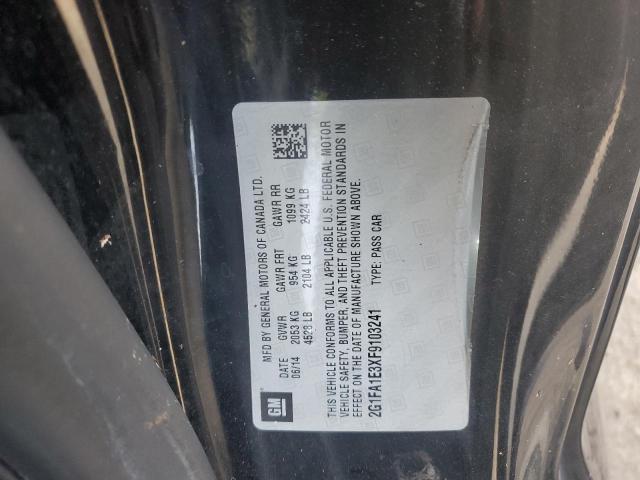 GM
MFD BY GENERAL MOTORS OF CANADA LTD.
DATE GVWR GAWR FRT GAWR RR
06/14 2053 KG 954 KG 1099 KG
4528 LB 2104 LB 2424 LB
THIS VEHICLE CONFORMS TO ALL APPLICABLE U.S. FEDERAL MOTOR
VEHICLE SAFETY, BUMPER, AND THEFT PREVENTION STANDARDS IN
EFFECT ON THE DATE OF MANUFACTURE SHOWN ABOVE.
2G1FA1E3XF9103241 TYPE: PASS CAR